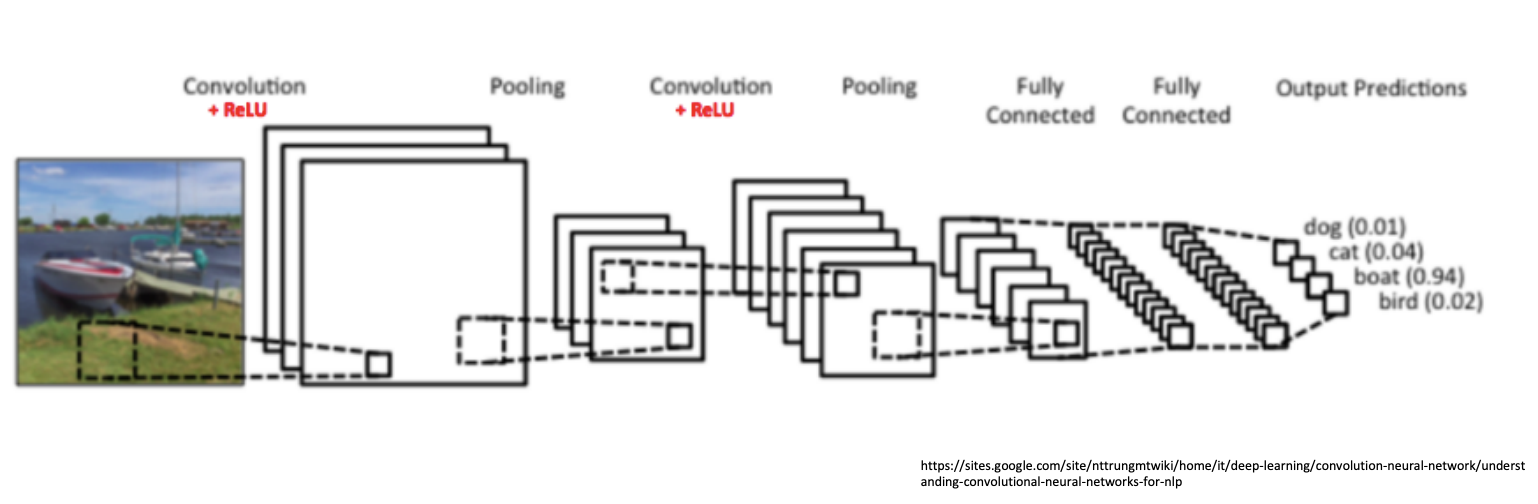 Convolution
+ ReLU
Pooling
Convolution
+ ReLU
Pooling
Fully
Connected
Fully
Connected
Output Predictions
dog (0.01)
cat (0.04)
boat (0.94)
bird (0.02)
https://sites.google.com/site/nttrungmtwiki/home/it/deep-learning/convolution-neural-network/underst
anding-convolutional-neural-networks-for-nlp